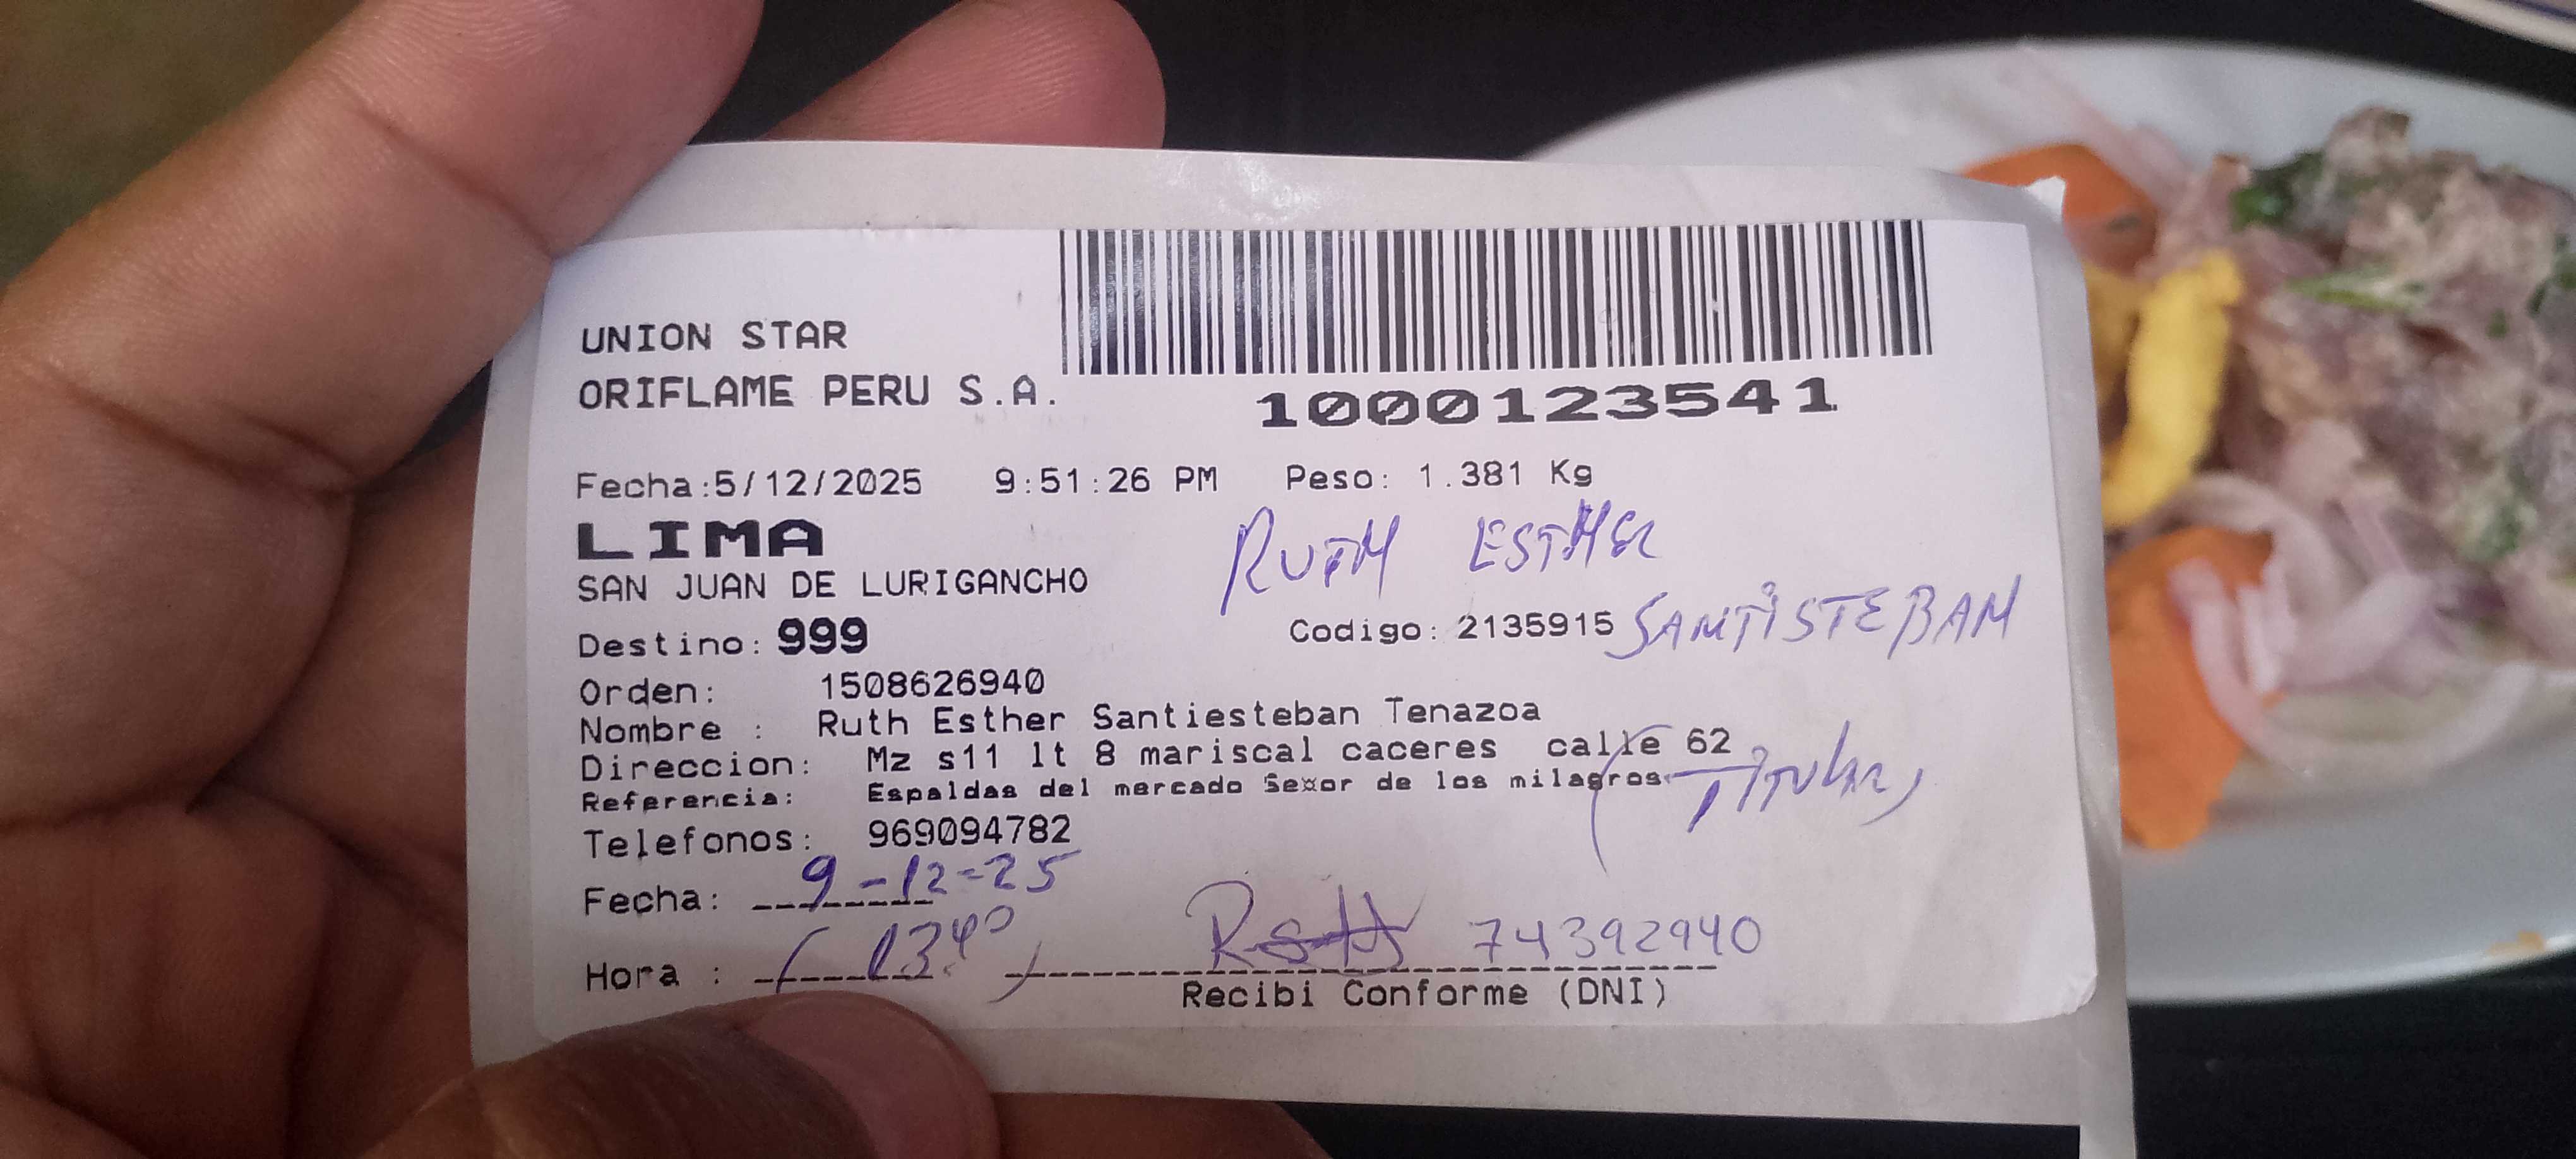 UNION STAR
ORIFLAME PERU S.A.
1000123541
Fecha:5/12/2025 9:51:26 PM Peso: 1.381 Kg
LIMA
RUTH ESTHER
SAN JUAN DE LURIGANCHO
Destino: 999 Codigo: 2135915 SANTISTEBAN
Orden: 1508626940
Nombre : Ruth Esther Santiesteban Tenazoa
Direccion: Mz s11 lt 8 mariscal caceres calle 62
Referencia: Espaldas del mercado Sexor de los milagros
(TITULAR)
Telefonos: 969094782
Fecha: 9-12-25
Hora : (13:40) 74392940
Recibi Conforme (DNI)